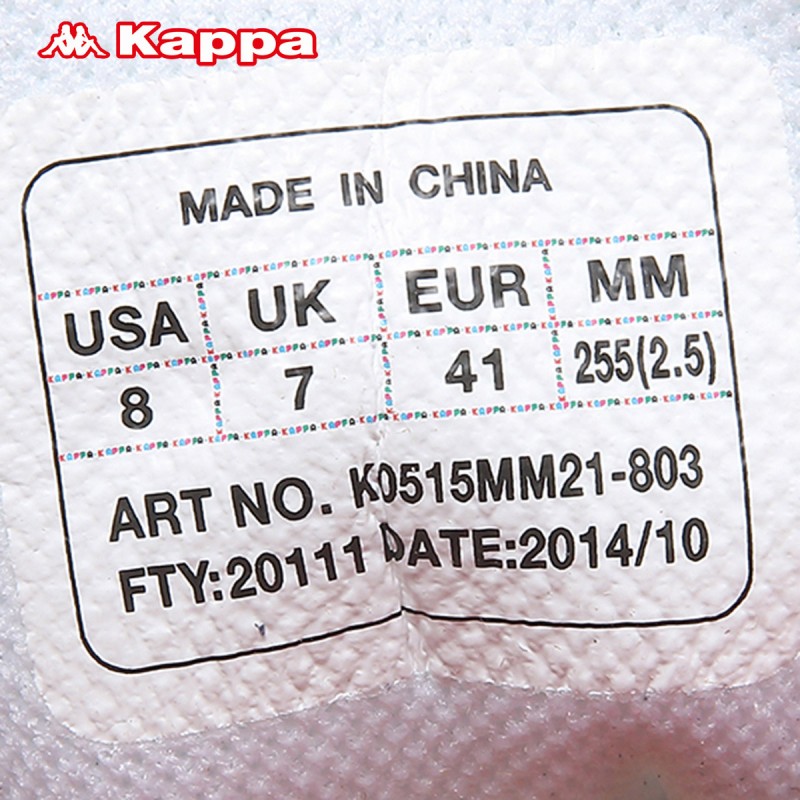 Kappa
MADE IN CHINA
USA UK EUR MM
8 7 41 255(2.5)
ART NO. K0515MM21-803
FTY:20111 DATE:2014/10